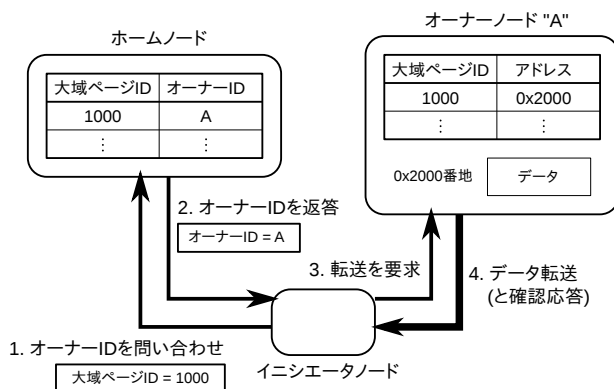 ホームノード
大域ページID オーナーID
1000 A
⋮ ⋮
オーナーノード "A"
大域ページID アドレス
1000 0x2000
⋮ ⋮
0x2000番地 データ
2. オーナーIDを返答
オーナーID = A
3. 転送を要求
4. データ転送
(と確認応答)
1. オーナーIDを問い合わせ
大域ページID = 1000
イニシエータノード